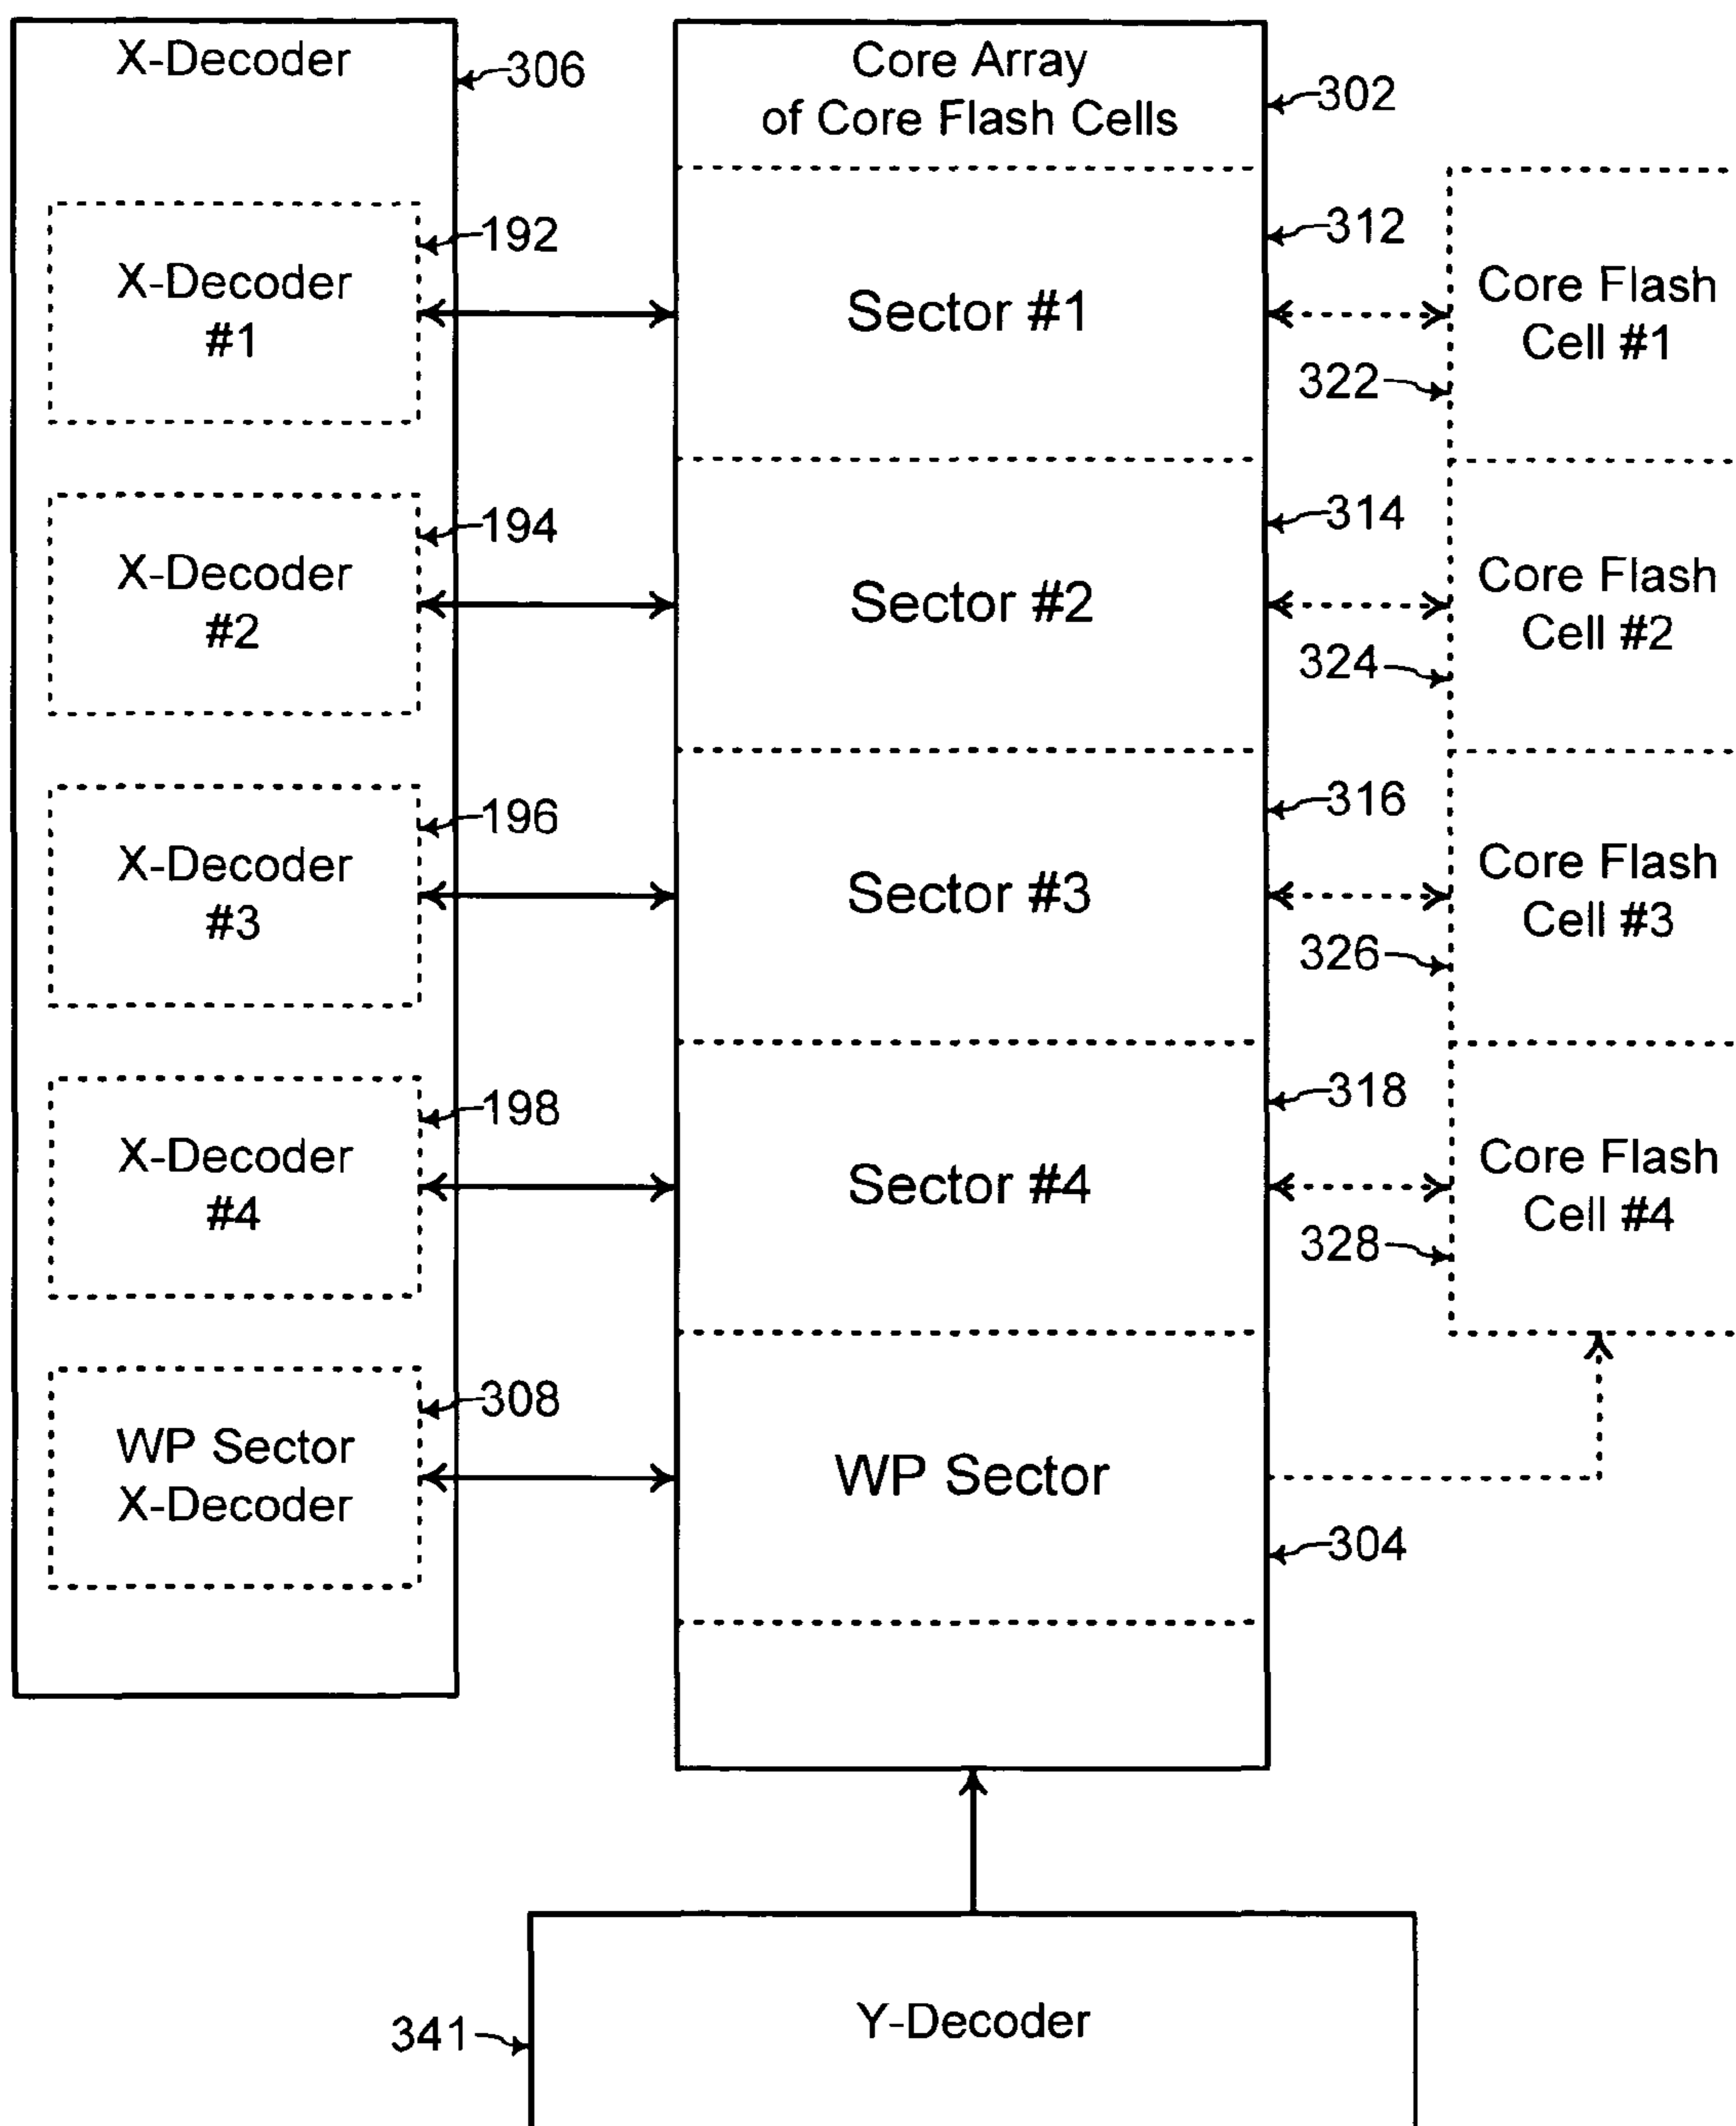 X-Decoder
306
Core Array
of Core Flash Cells
302
192
X-Decoder
#1
Sector #1
312
Core Flash
Cell #1
322
194
X-Decoder
#2
Sector #2
314
Core Flash
Cell #2
324
196
X-Decoder
#3
Sector #3
316
Core Flash
Cell #3
326
198
X-Decoder
#4
Sector #4
318
Core Flash
Cell #4
328
308
WP Sector
X-Decoder
WP Sector
304
Y-Decoder
341